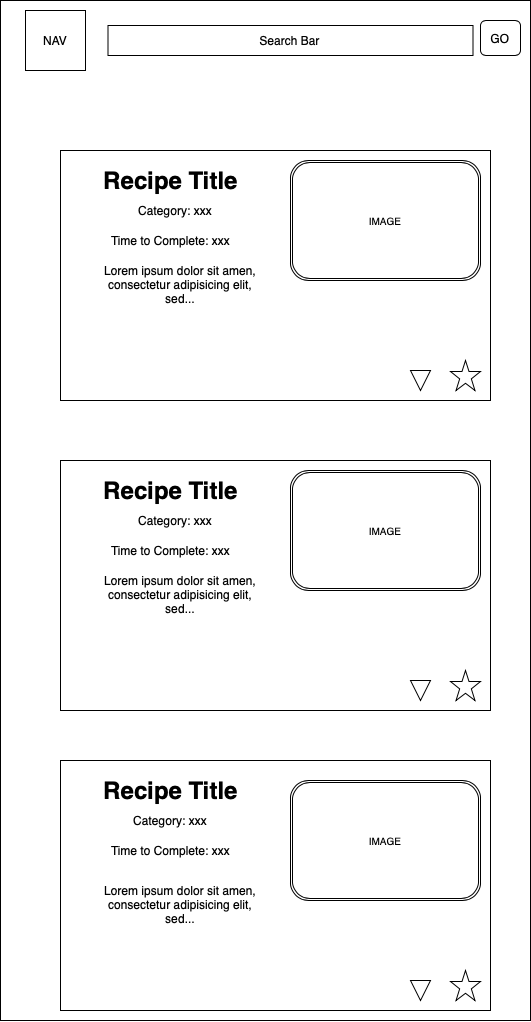 NAV
Search Bar
GO
Recipe Title
Category: xxx
Time to Complete: xxx
Lorem ipsum dolor sit amen,
consectetur adipisicing elit,
sed...
IMAGE
Recipe Title
Category: xxx
Time to Complete: xxx
Lorem ipsum dolor sit amen,
consectetur adipisicing elit,
sed...
IMAGE
Recipe Title
Category: xxx
Time to Complete: xxx
Lorem ipsum dolor sit amen,
consectetur adipisicing elit,
sed...
IMAGE